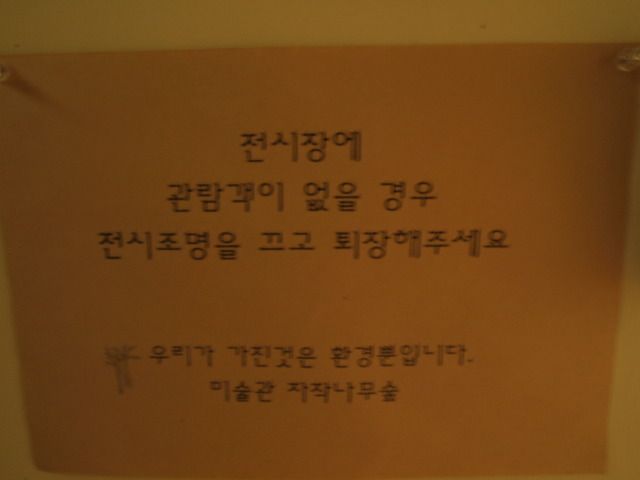 전시장에
관람객이 없을 경우
전시조명을 끄고 퇴장해주세요
우리가 가진것은 환경뿐입니다.
미술관 자작나무숲